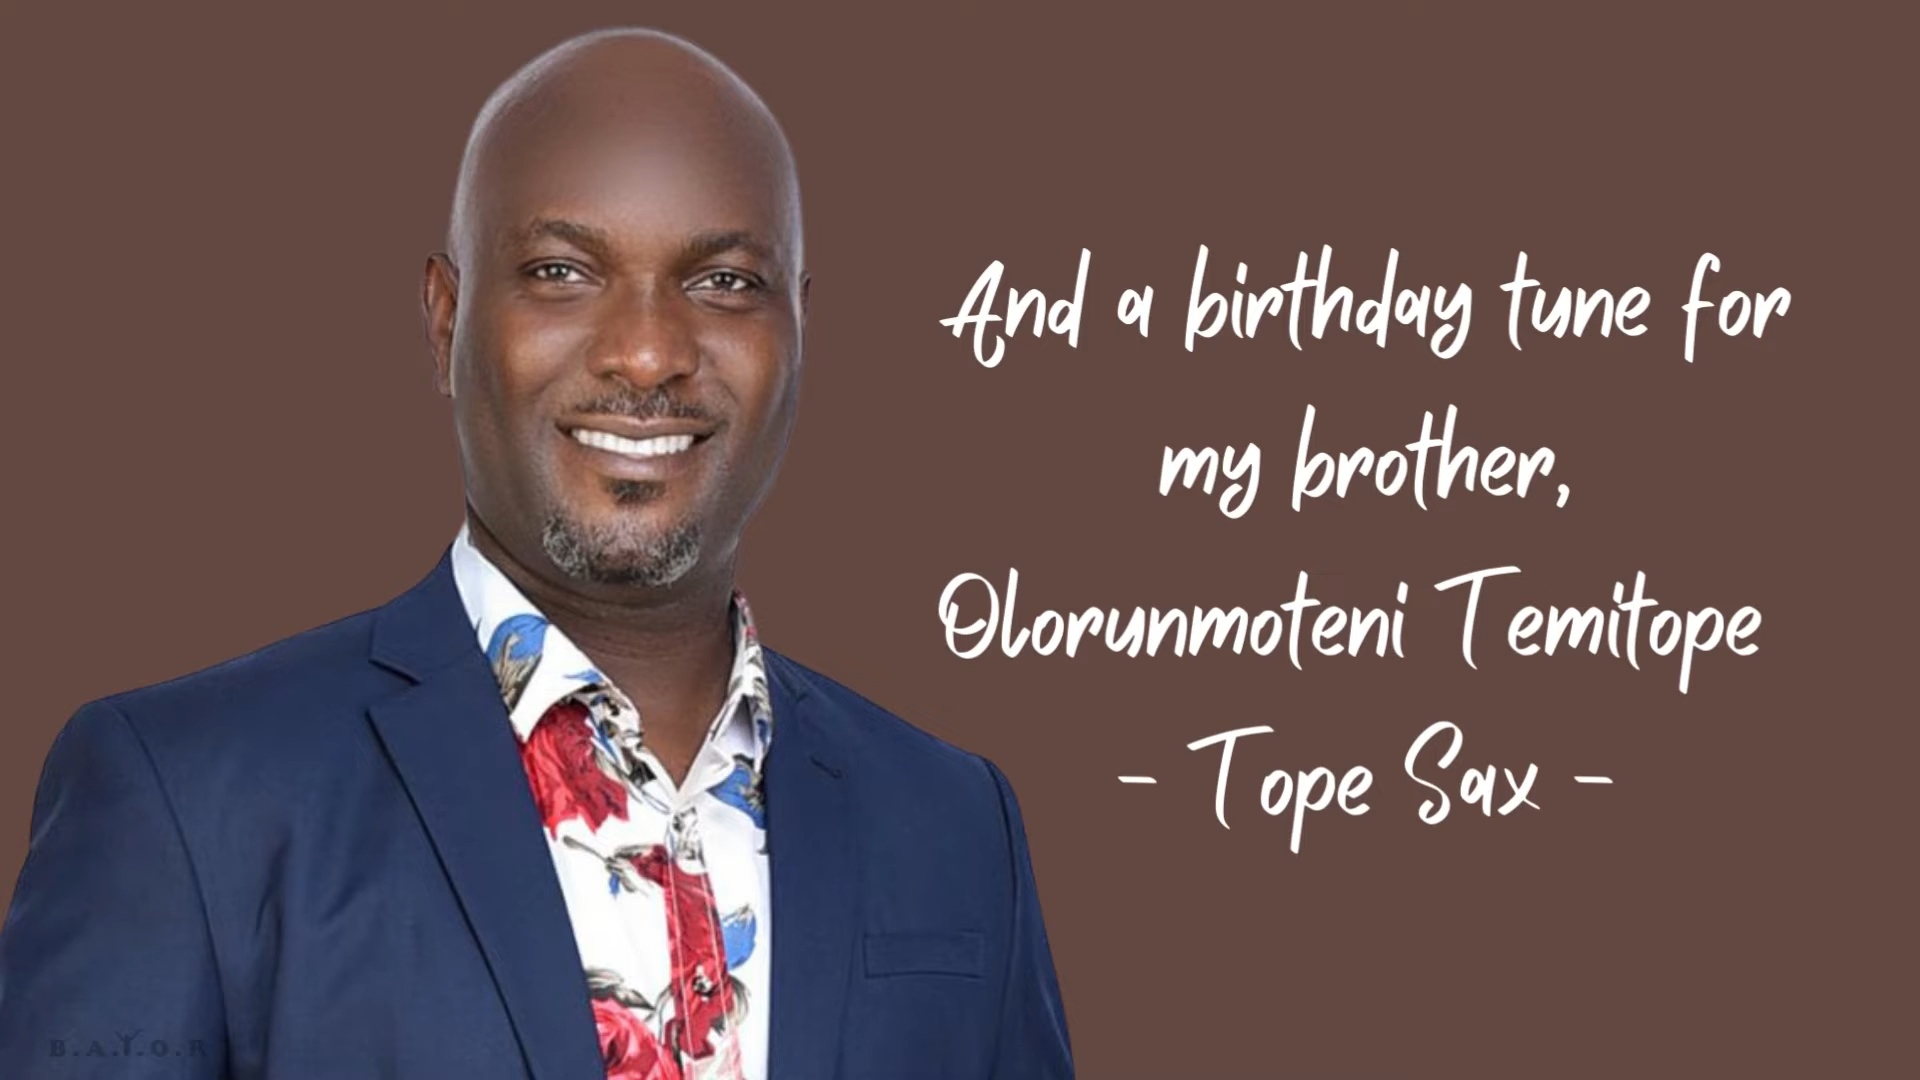 And a birthday tune for
my brother,
Olorunmoteni Temitope
- Tope Sax -
B.A.Y.O.R